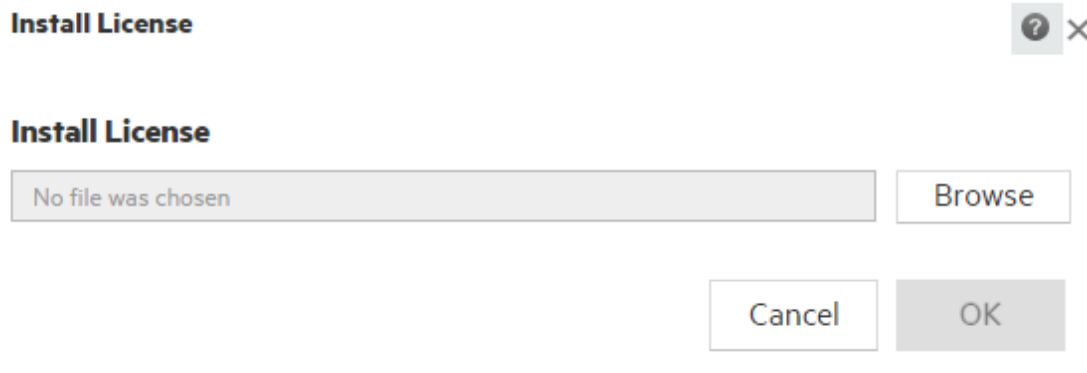 Install License
Install License
No file was chosen
Browse
Cancel
OK